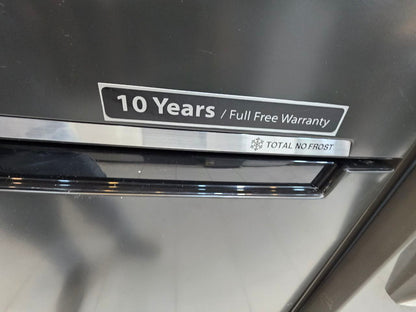 10 Years / Full Free Warranty
TOTAL NO FROST